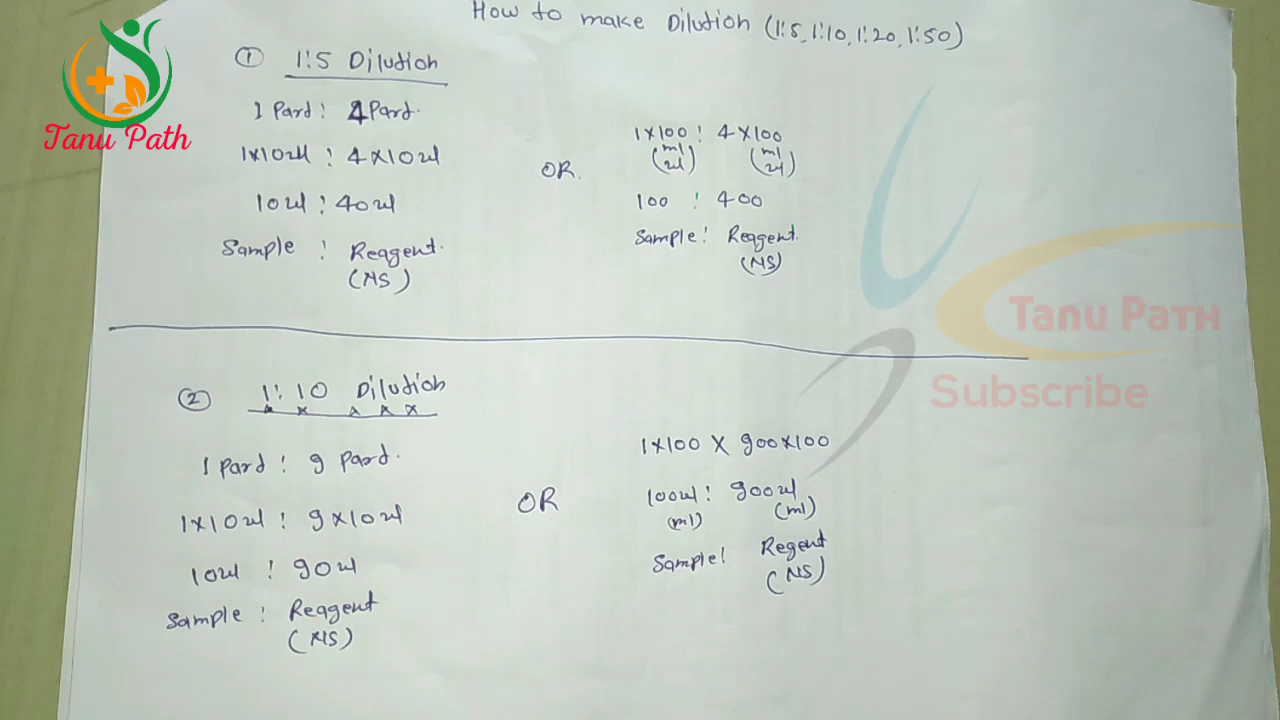 How to make Dilution (1:5, 1:10, 1:20, 1:50)
Tanu Path
① 1:5 Dilution
1 Part : 4 Part.
1x10ul : 4x10ul
10ul : 40ul
Sample : Reagent.
(NS)
OR.
1x100 : 4x100
(ml ul) (ml ul)
100 : 400
Sample : Reagent.
(NS)
Tanu Path
Subscribe
② 1:10 Dilution
1 Part : 9 Part.
1x10ul : 9x10ul
10ul : 90ul
Sample : Reagent
(NS)
OR
1x100 x 900x100
100ul : 900ul
(ml) (ml)
Sample : Regent
(NS)